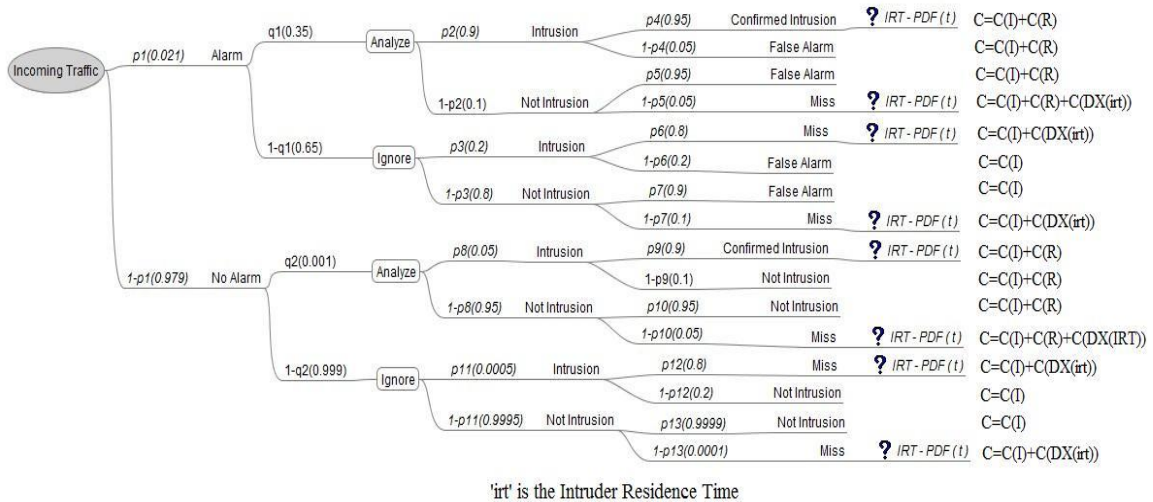 p4(0.95) Confirmed Intrusion ? IRT - PDF ( t ) C=C(I)+C(R)
q1(0.35) Analyze p2(0.9) Intrusion
1-p4(0.05) False Alarm C=C(I)+C(R)
p1(0.021) Alarm
Incoming Traffic
p5(0.95) False Alarm C=C(I)+C(R)
1-p2(0.1) Not Intrusion
1-p5(0.05) Miss ? IRT - PDF ( t ) C=C(I)+C(R)+C(DX(irt))
p6(0.8) Miss ? IRT - PDF ( t ) C=C(I)+C(DX(irt))
1-q1(0.65) Ignore p3(0.2) Intrusion
1-p6(0.2) False Alarm C=C(I)
p7(0.9) False Alarm C=C(I)
1-p3(0.8) Not Intrusion
1-p7(0.1) Miss ? IRT - PDF ( t ) C=C(I)+C(DX(irt))
p9(0.9) Confirmed Intrusion ? IRT - PDF ( t ) C=C(I)+C(R)
q2(0.001) Analyze p8(0.05) Intrusion
1-p9(0.1) Not Intrusion C=C(I)+C(R)
1-p1(0.979) No Alarm
p10(0.95) Not Intrusion C=C(I)+C(R)
1-p8(0.95) Not Intrusion
1-p10(0.05) Miss ? IRT - PDF ( t ) C=C(I)+C(R)+C(DX(IRT))
p12(0.8) Miss ? IRT - PDF ( t ) C=C(I)+C(DX(irt))
1-q2(0.999) Ignore p11(0.0005) Intrusion
1-p12(0.2) Not Intrusion C=C(I)
p13(0.9999) Not Intrusion C=C(I)
1-p11(0.9995) Not Intrusion
1-p13(0.0001) Miss ? IRT - PDF ( t ) C=C(I)+C(DX(irt))
'irt' is the Intruder Residence Time